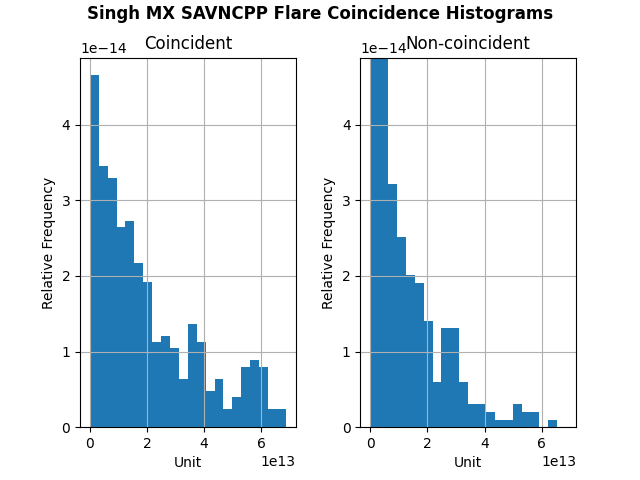 Singh MX SAVNCPP Flare Coincidence Histograms
Coincident
1e−14
Relative Frequency
4
3
2
1
0
0 2 4 6
1e13
Unit
Non-coincident
1e−14
Relative Frequency
4
3
2
1
0
0 2 4 6
1e13
Unit